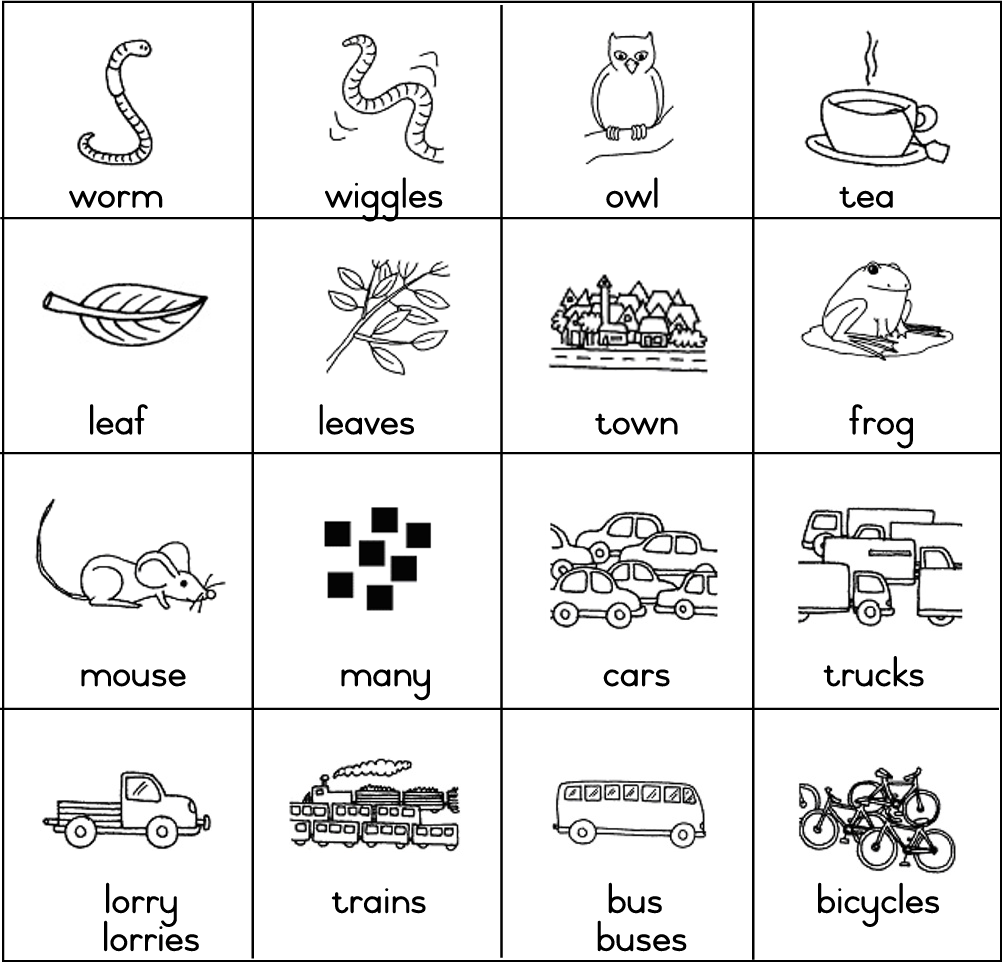 worm
wiggles
owl
tea
leaf
leaves
town
frog
mouse
many
cars
trucks
lorry
lorries
trains
bus
buses
bicycles